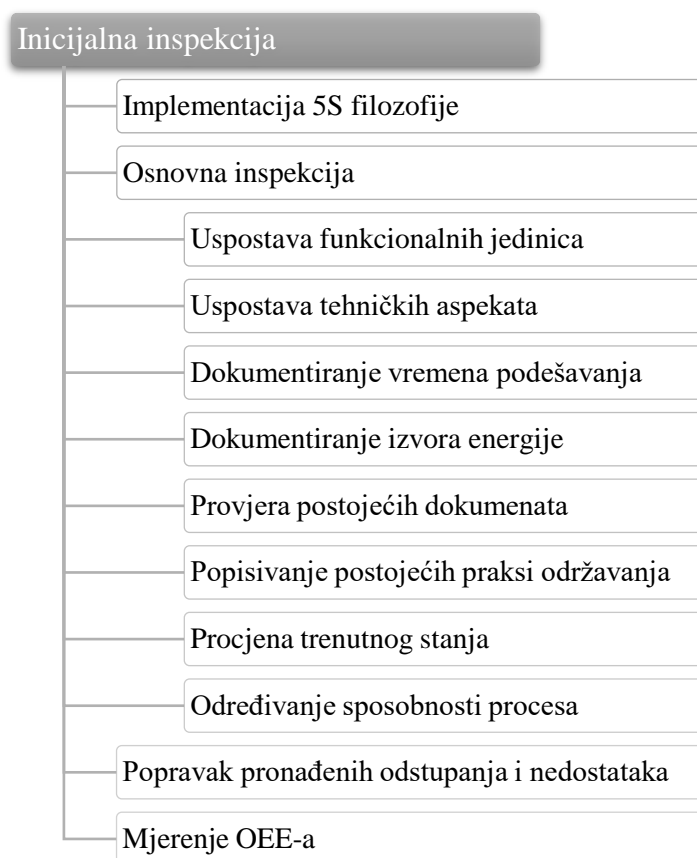 Inicijalna inspekcija
Implementacija 5S filozofije
Osnovna inspekcija
Uspostava funkcionalnih jedinica
Uspostava tehničkih aspekata
Dokumentiranje vremena podešavanja
Dokumentiranje izvora energije
Provjera postojećih dokumenata
Popisivanje postojećih praksi održavanja
Procjena trenutnog stanja
Određivanje sposobnosti procesa
Popravak pronađenih odstupanja i nedostataka
Mjerenje OEE-a